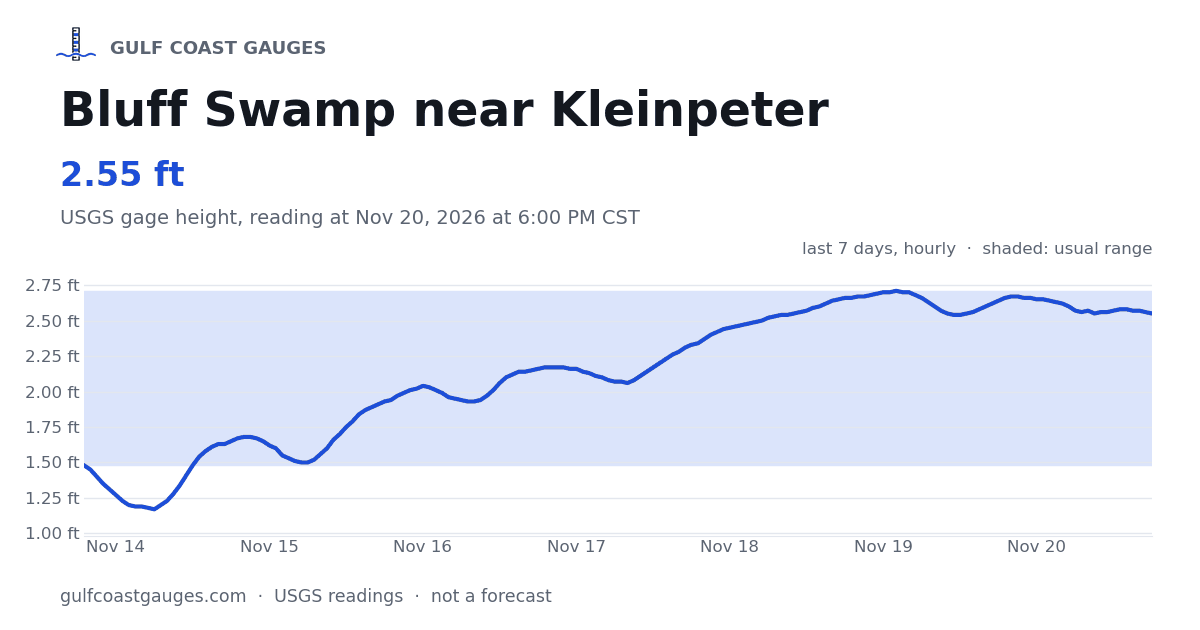 GULF COAST GAUGES
Bluff Swamp near Kleinpeter
2.55 ft
USGS gage height, reading at Nov 20, 2026 at 6:00 PM CST
last 7 days, hourly · shaded: usual range
2.75 ft
2.50 ft
2.25 ft
2.00 ft
1.75 ft
1.50 ft
1.25 ft
1.00 ft
Nov 14 Nov 15 Nov 16 Nov 17 Nov 18 Nov 19 Nov 20
gulfcoastgauges.com · USGS readings · not a forecast